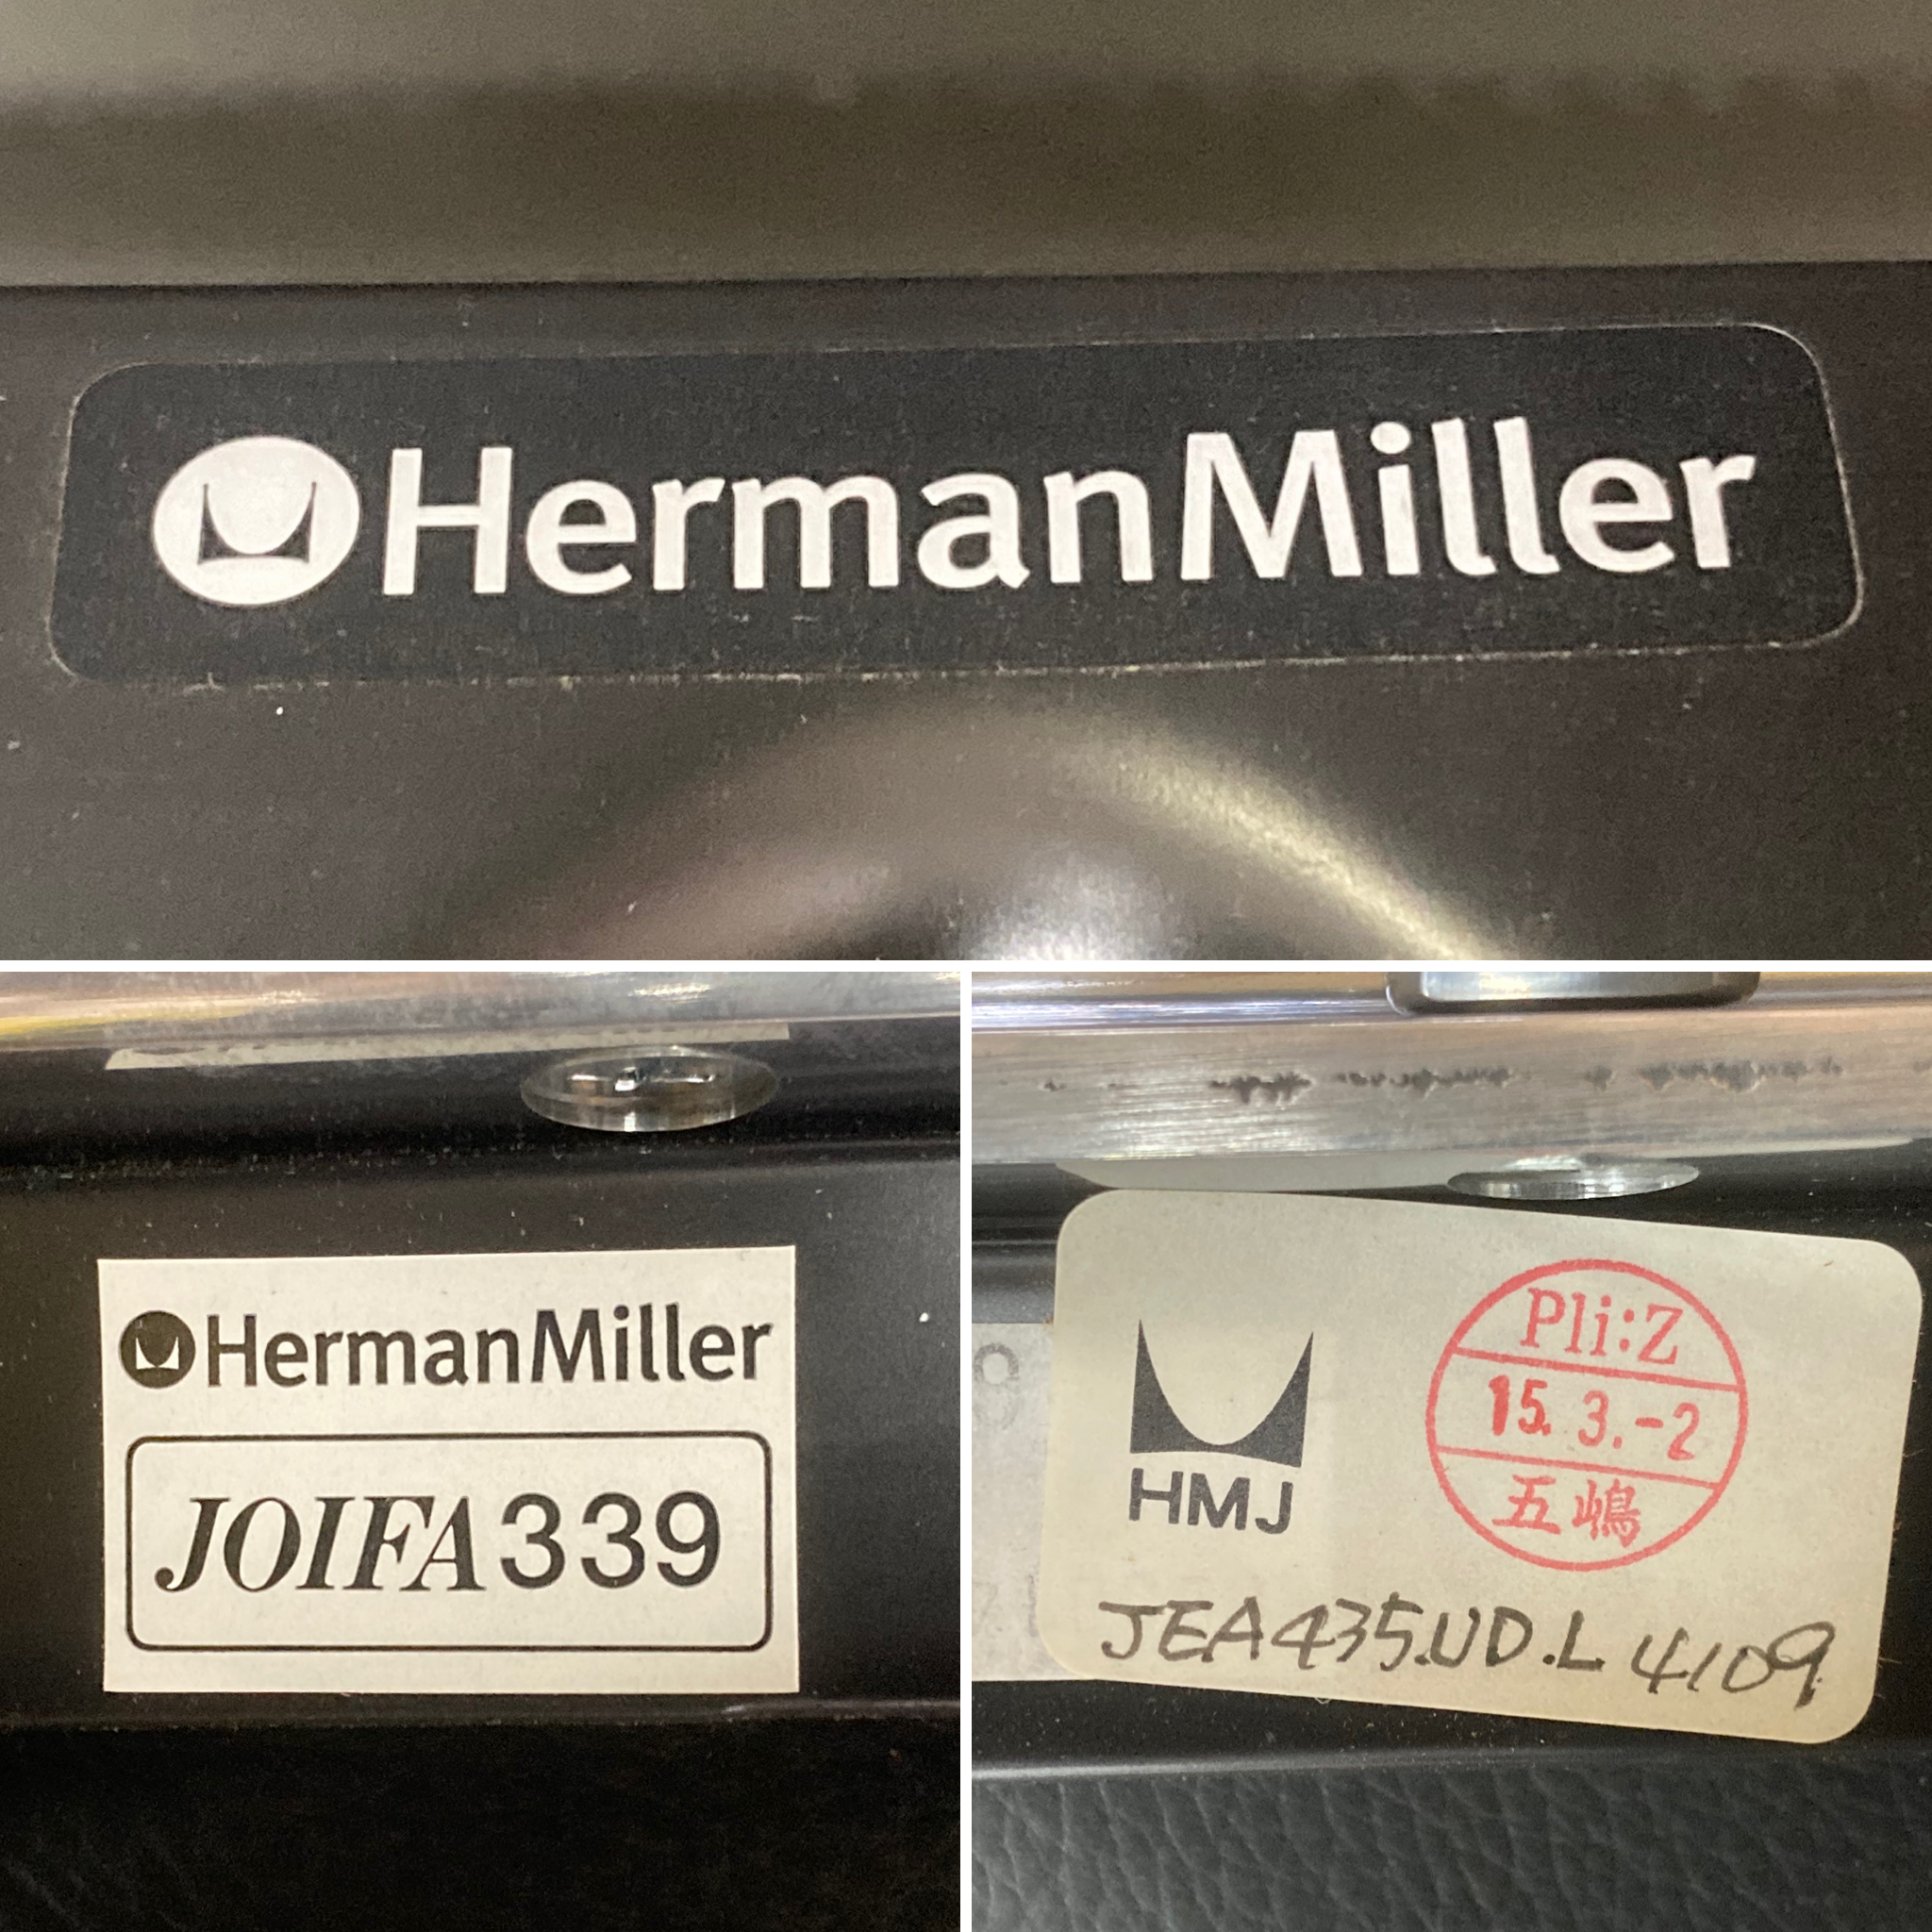 HermanMiller
HermanMiller
JOIFA339
HMJ
Pli:Z
15. 3.-2
五嶋
JEA435.UD.L 4109